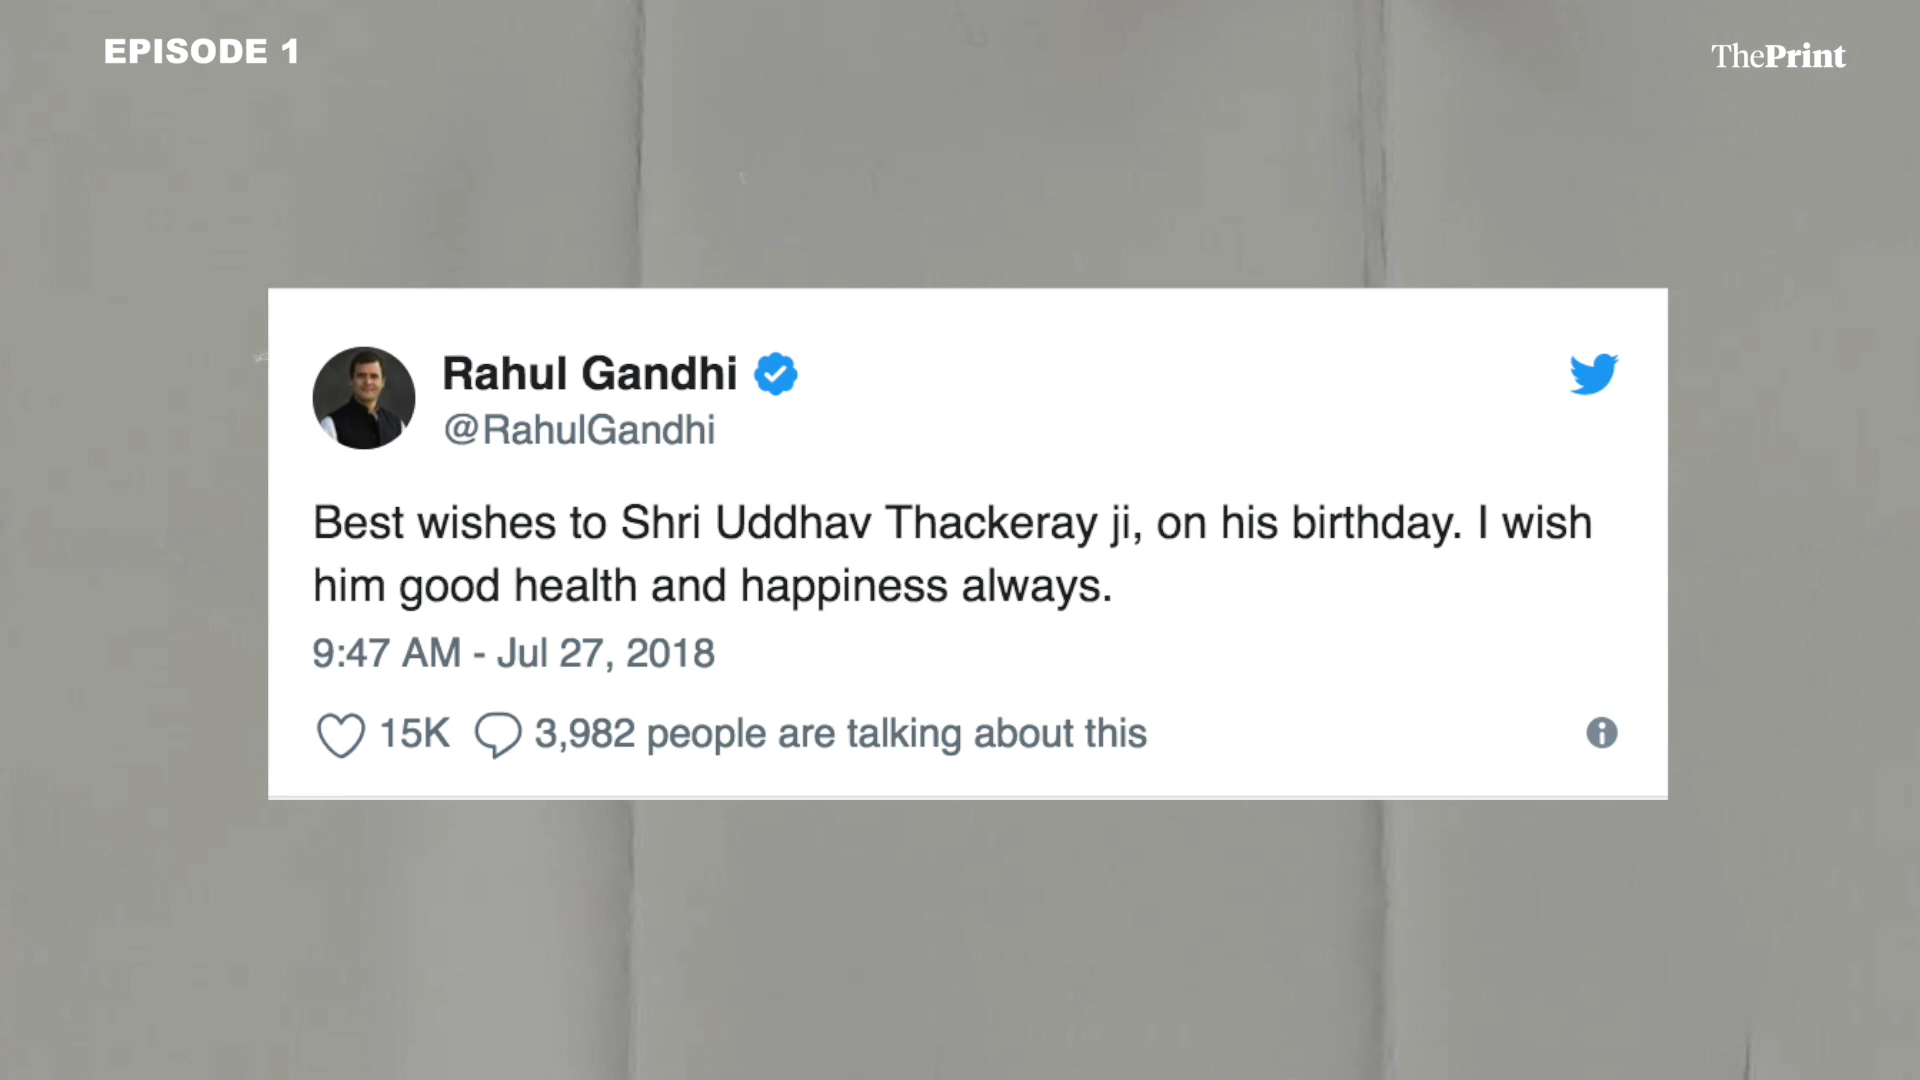 EPISODE 1
ThePrint
Rahul Gandhi
@RahulGandhi
Best wishes to Shri Uddhav Thackeray ji, on his birthday. I wish
him good health and happiness always.
9:47 AM - Jul 27, 2018
15K 3,982 people are talking about this